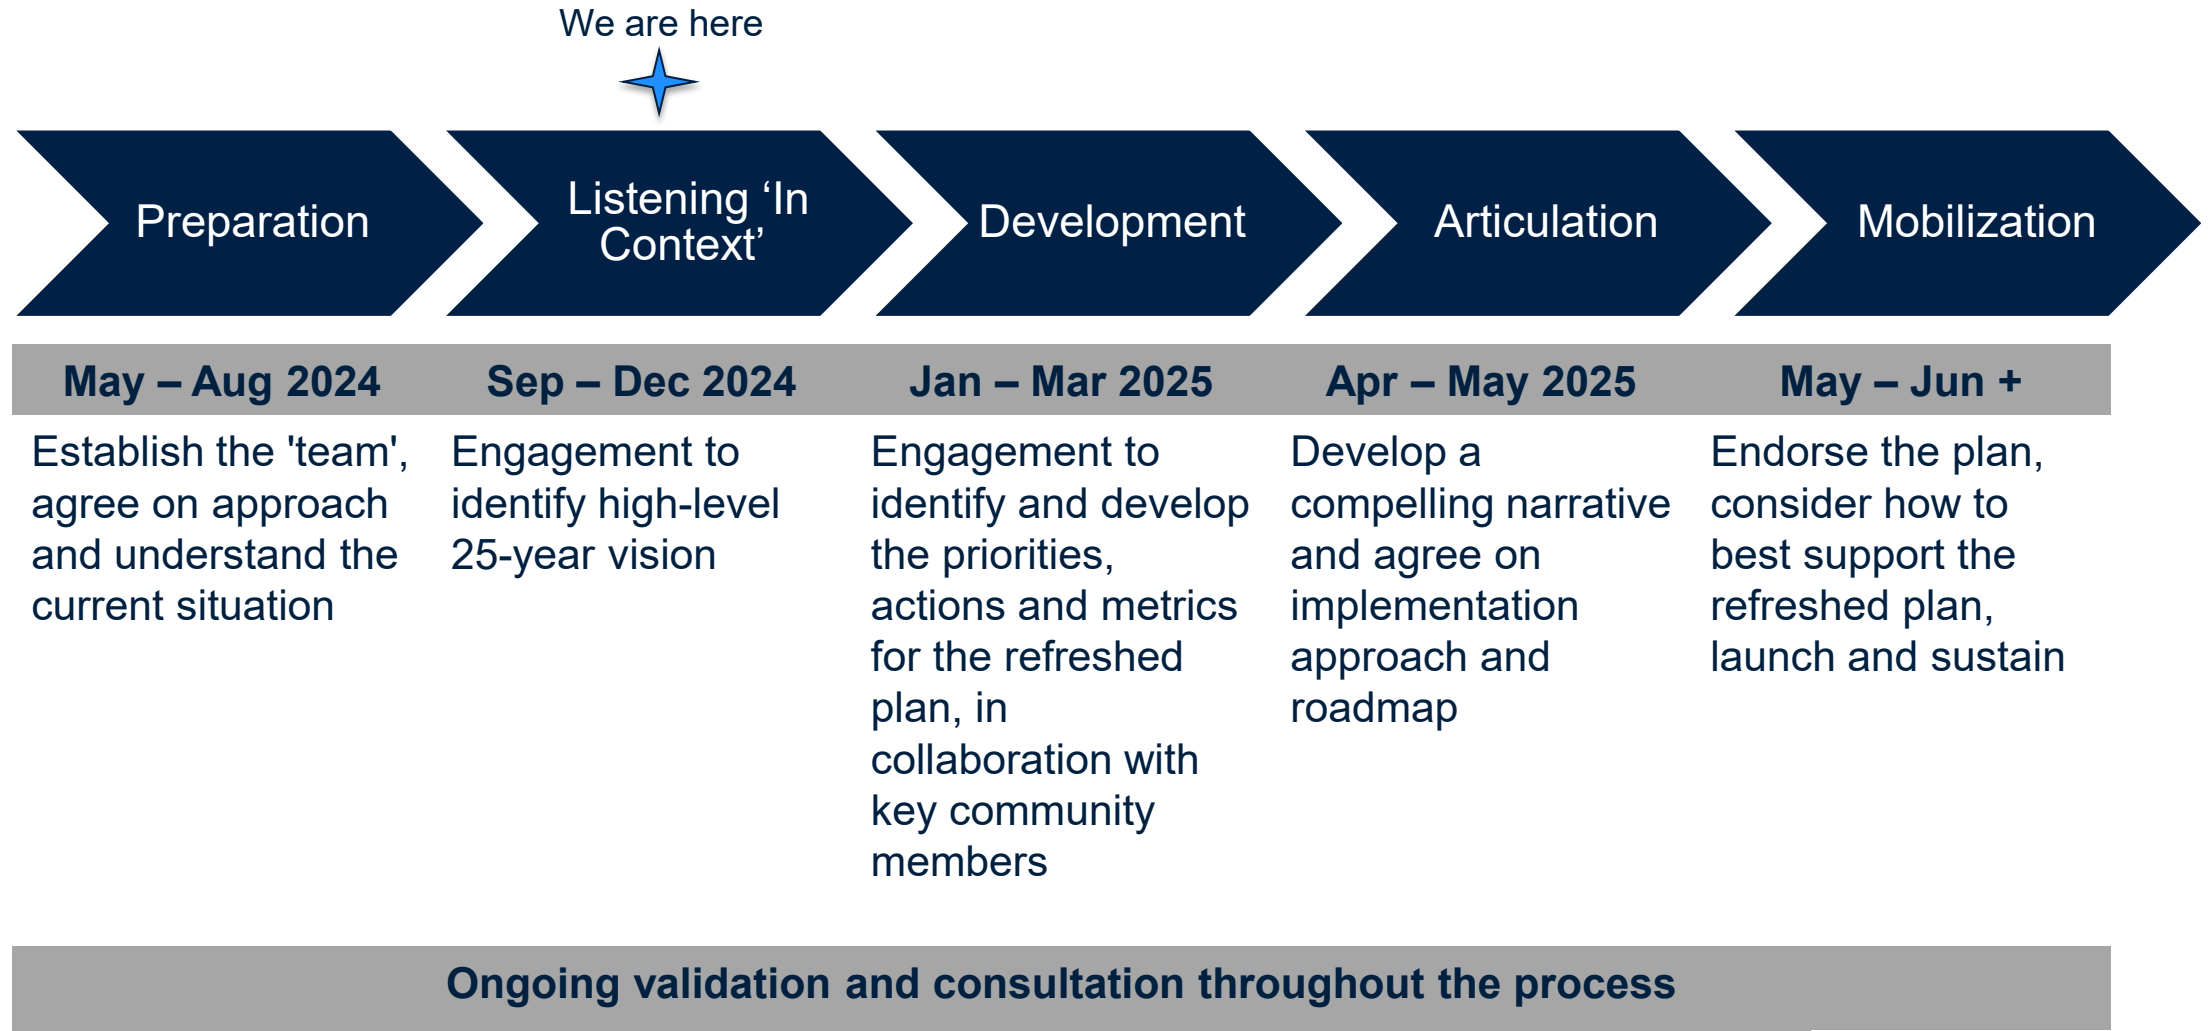 We are here
Preparation
Listening ‘In
Context’
Development
Articulation
Mobilization
May – Aug 2024
Sep – Dec 2024
Jan – Mar 2025
Apr – May 2025
May – Jun +
Establish the 'team',
agree on approach
and understand the
current situation
Engagement to
identify high-level
25-year vision
Engagement to
identify and develop
the priorities,
actions and metrics
for the refreshed
plan, in
collaboration with
key community
members
Develop a
compelling narrative
and agree on
implementation
approach and
roadmap
Endorse the plan,
consider how to
best support the
refreshed plan,
launch and sustain
Ongoing validation and consultation throughout the process